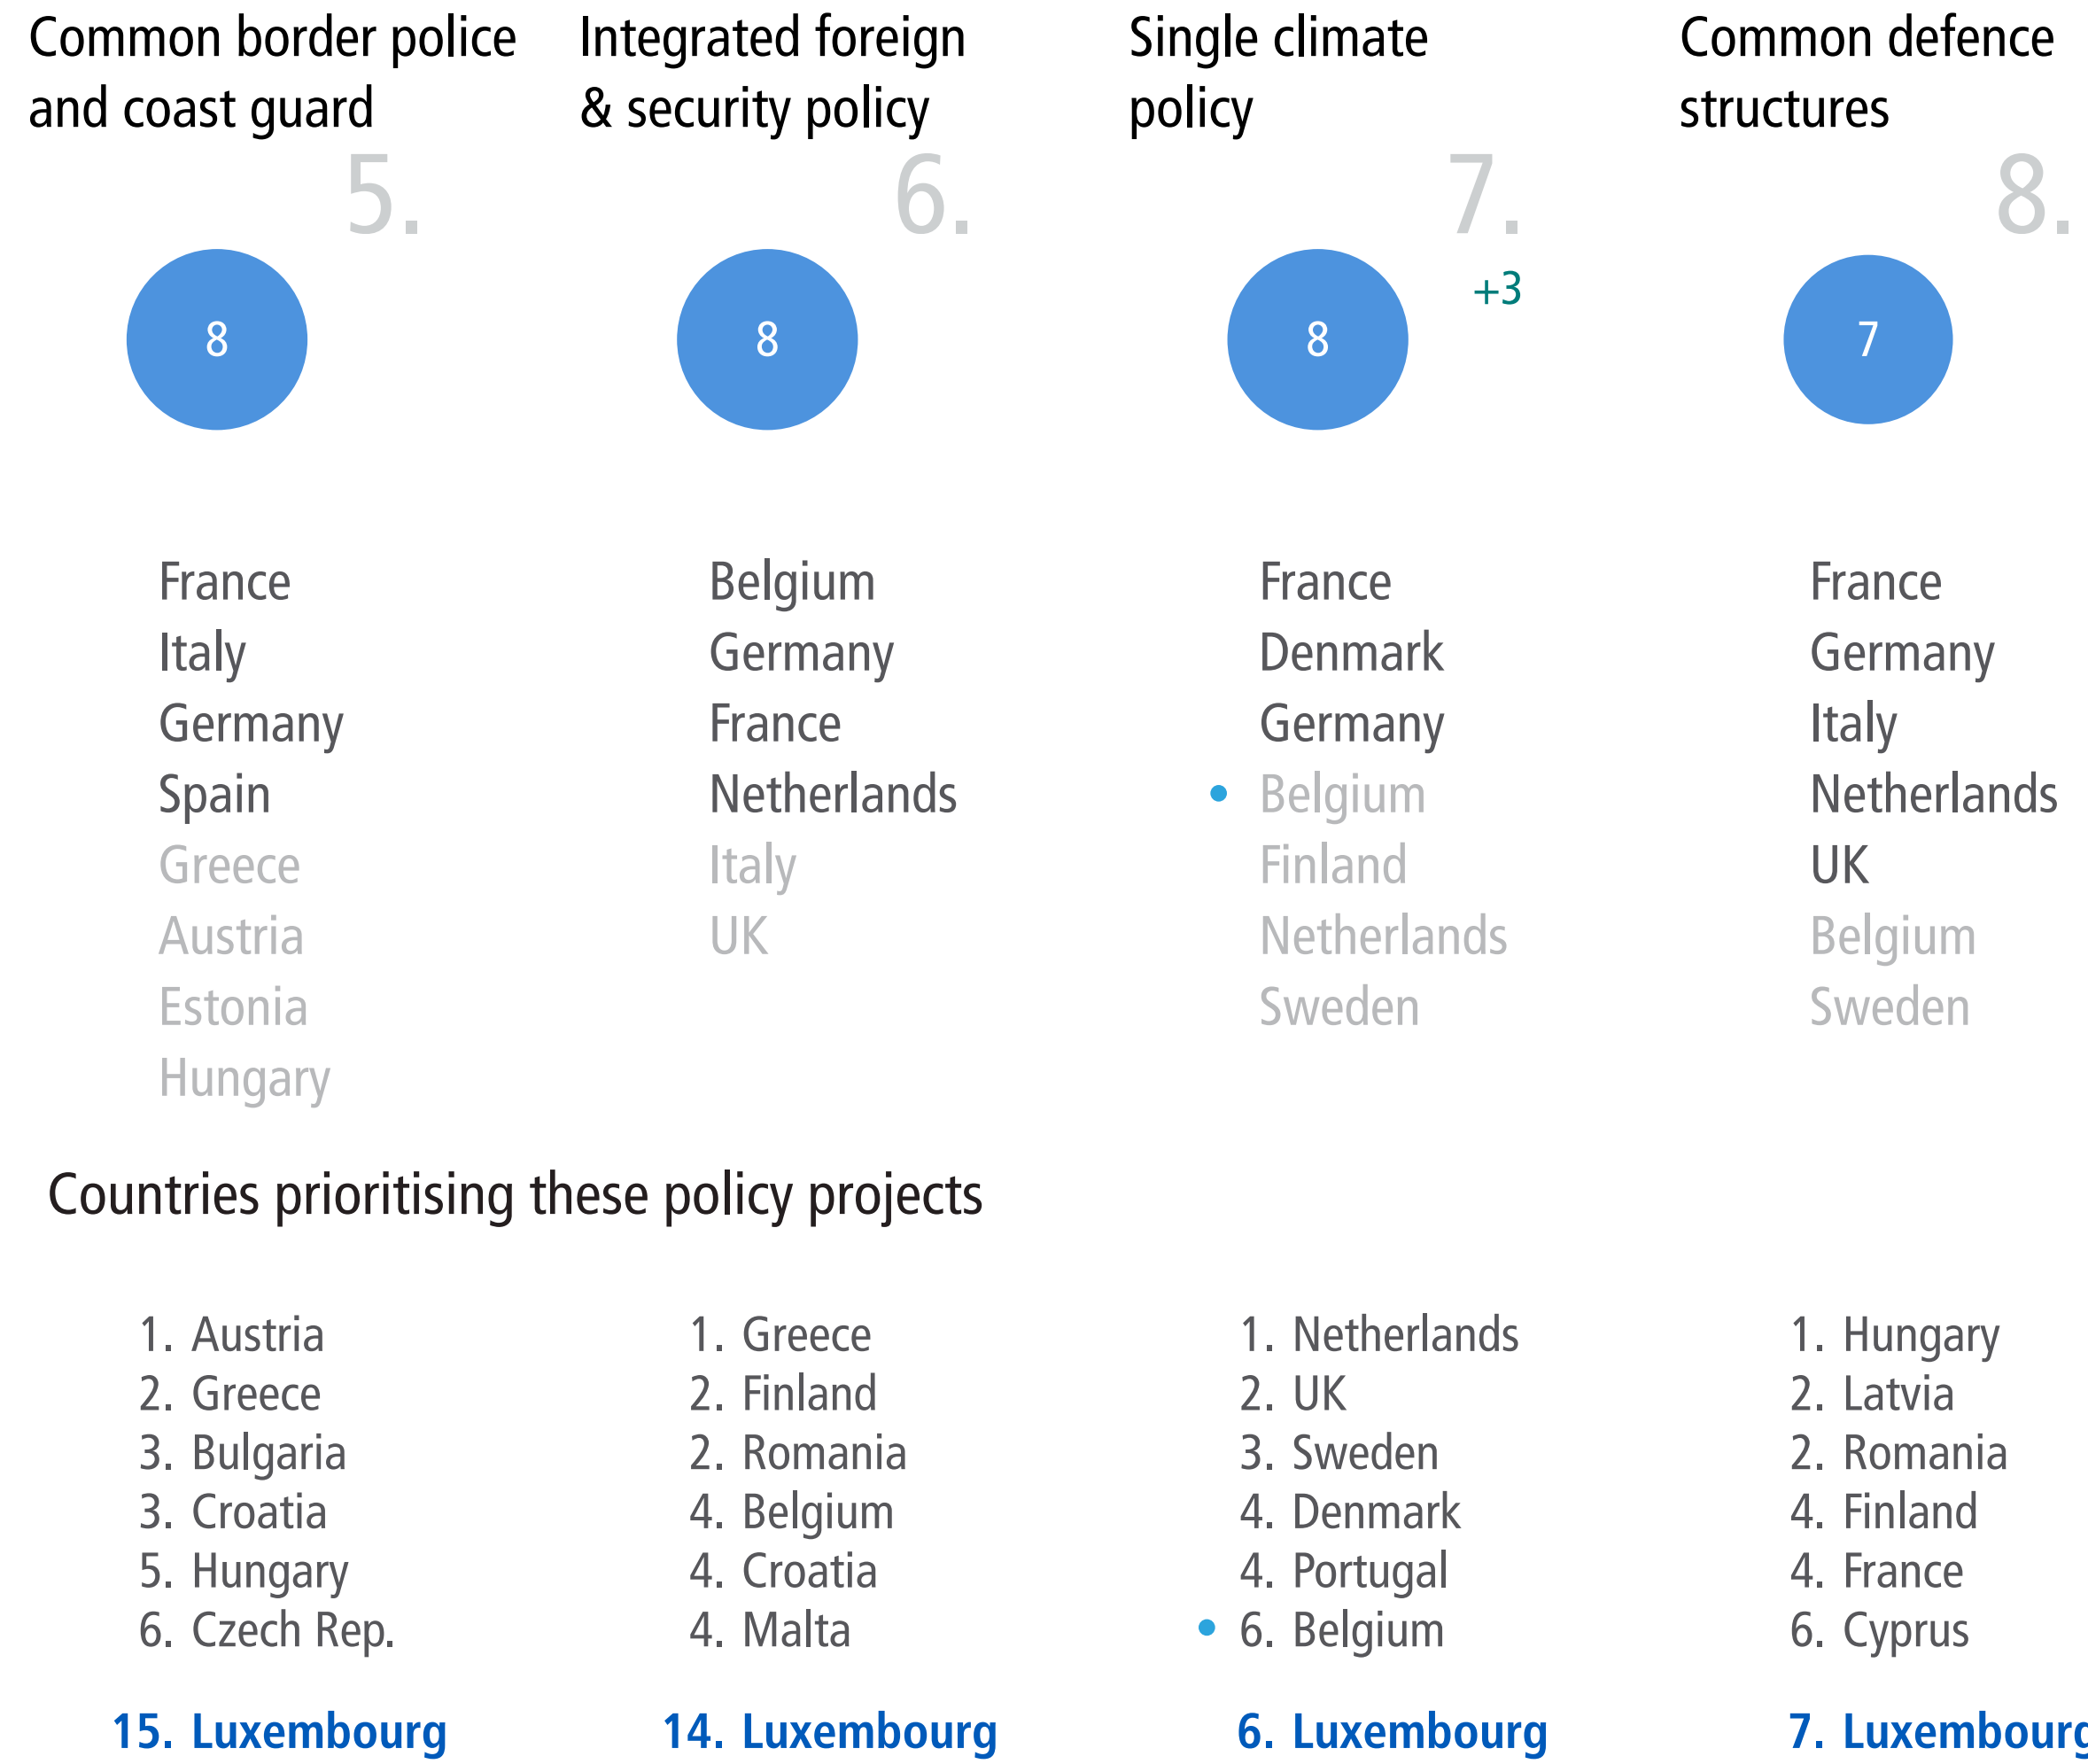 Common border police
and coast guard
5.
8
France
Italy
Germany
Spain
Greece
Austria
Estonia
Hungary
Integrated foreign
& security policy
6.
8
Belgium
Germany
France
Netherlands
Italy
UK
Single climate
policy
7.
+3
8
France
Denmark
Germany
Belgium
Finland
Netherlands
Sweden
Common defence
structures
8.
7
France
Germany
Italy
Netherlands
UK
Belgium
Sweden
Countries prioritising these policy projects
1. Austria
2. Greece
3. Bulgaria
3. Croatia
5. Hungary
6. Czech Rep.
15. Luxembourg
1. Greece
2. Finland
2. Romania
4. Belgium
4. Croatia
4. Malta
14. Luxembourg
1. Netherlands
2. UK
3. Sweden
4. Denmark
4. Portugal
6. Belgium
6. Luxembourg
1. Hungary
2. Latvia
2. Romania
4. Finland
4. France
6. Cyprus
7. Luxembourg